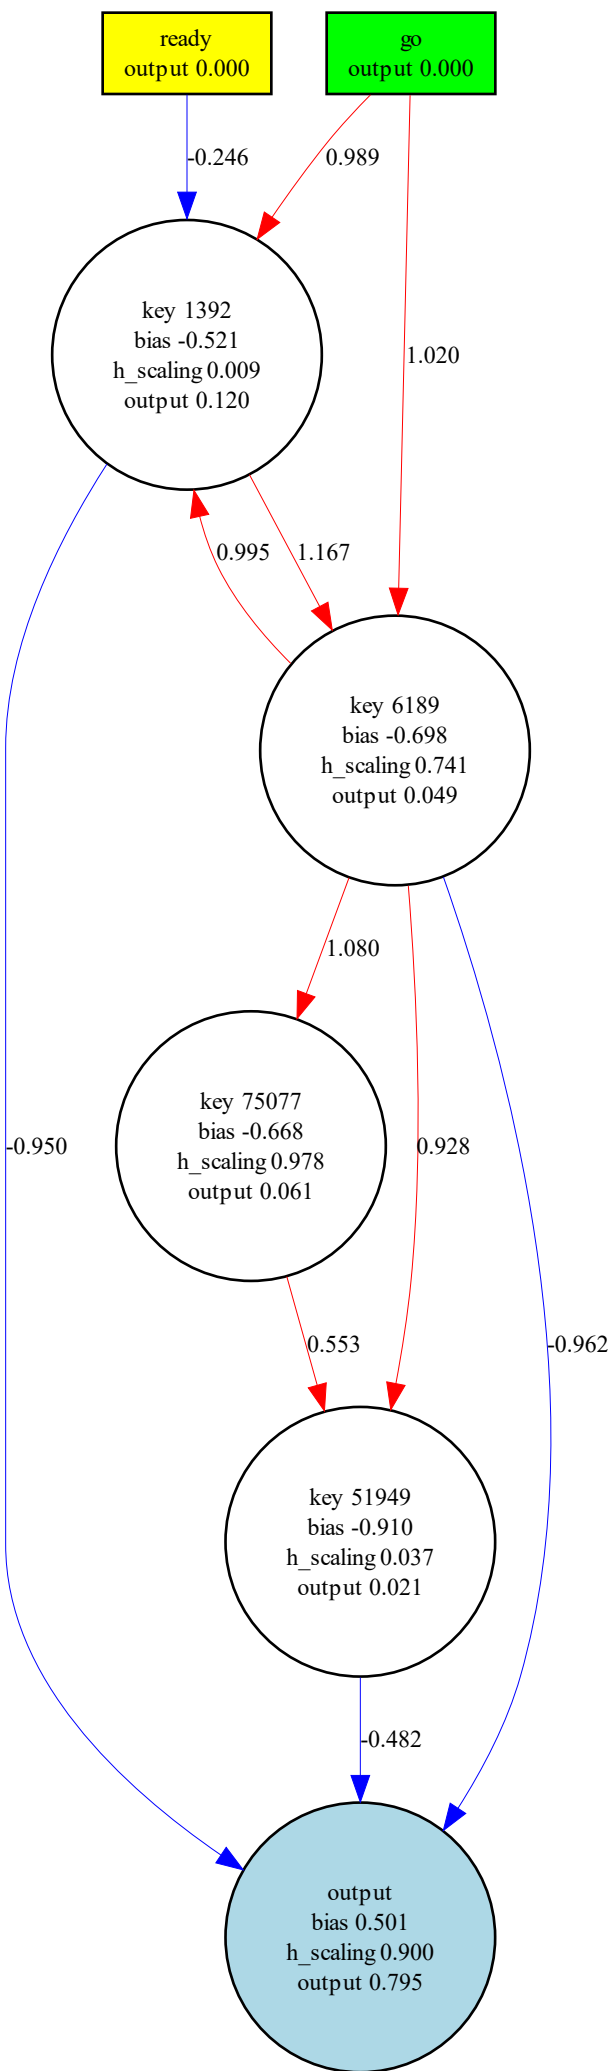 ready
output 0.000
go
output 0.000
-0.246
0.989
1.020
key 1392
bias -0.521
h_scaling 0.009
output 0.120
0.995
1.167
key 6189
bias -0.698
h_scaling 0.741
output 0.049
1.080
key 75077
bias -0.668
h_scaling 0.978
output 0.061
-0.950
0.928
0.553
-0.962
key 51949
bias -0.910
h_scaling 0.037
output 0.021
-0.482
output
bias 0.501
h_scaling 0.900
output 0.795